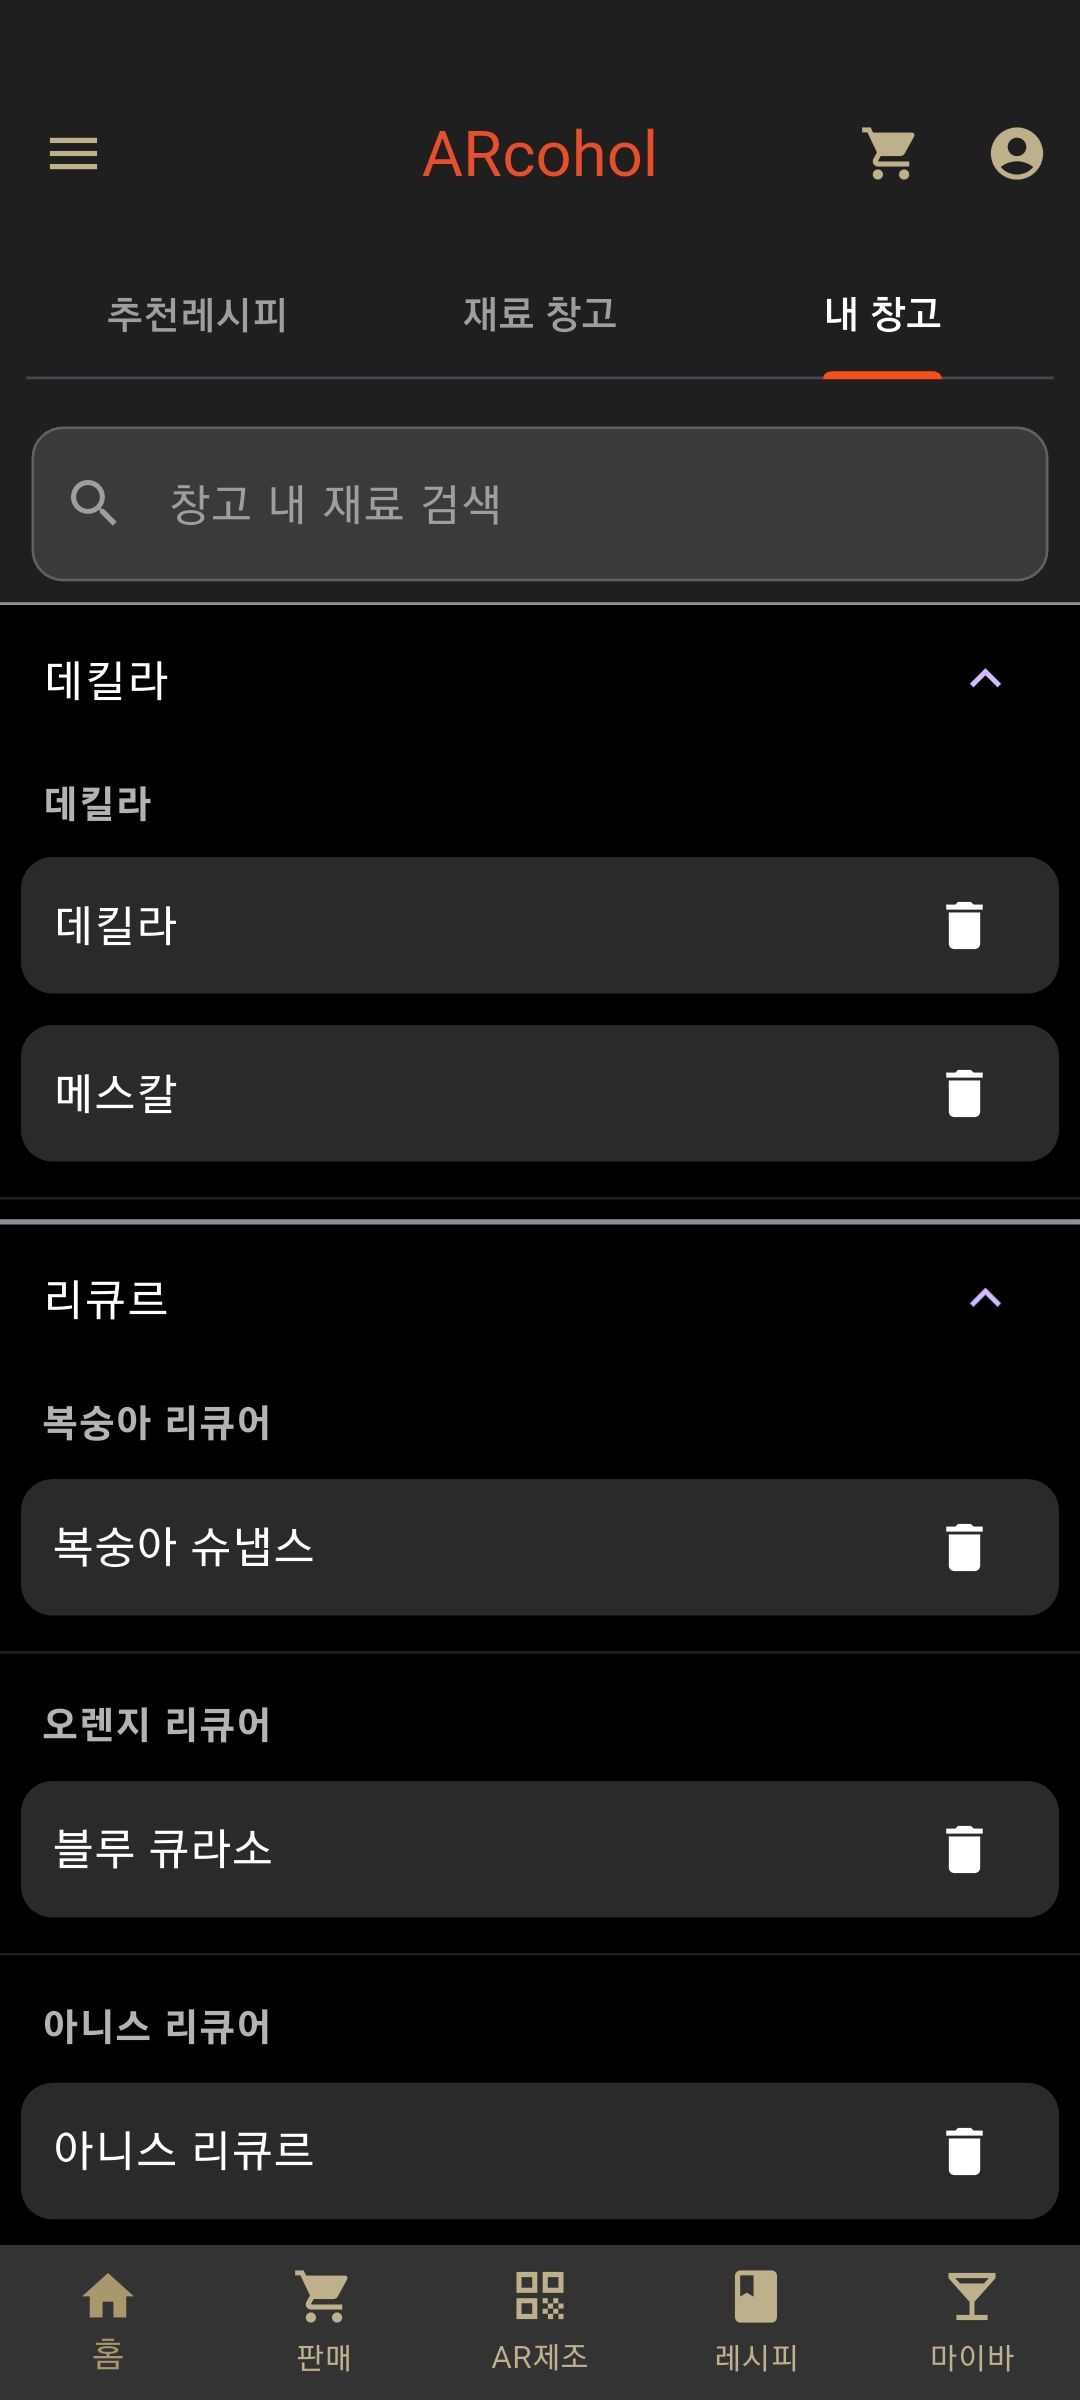 ARcohol
추천레시피 재료 창고 내 창고
창고 내 재료 검색
데킬라
데킬라
데킬라
메스칼
리큐르
복숭아 리큐어
복숭아 슈냅스
오렌지 리큐어
블루 큐라소
아니스 리큐어
아니스 리큐르
홈 판매 AR제조 레시피 마이바